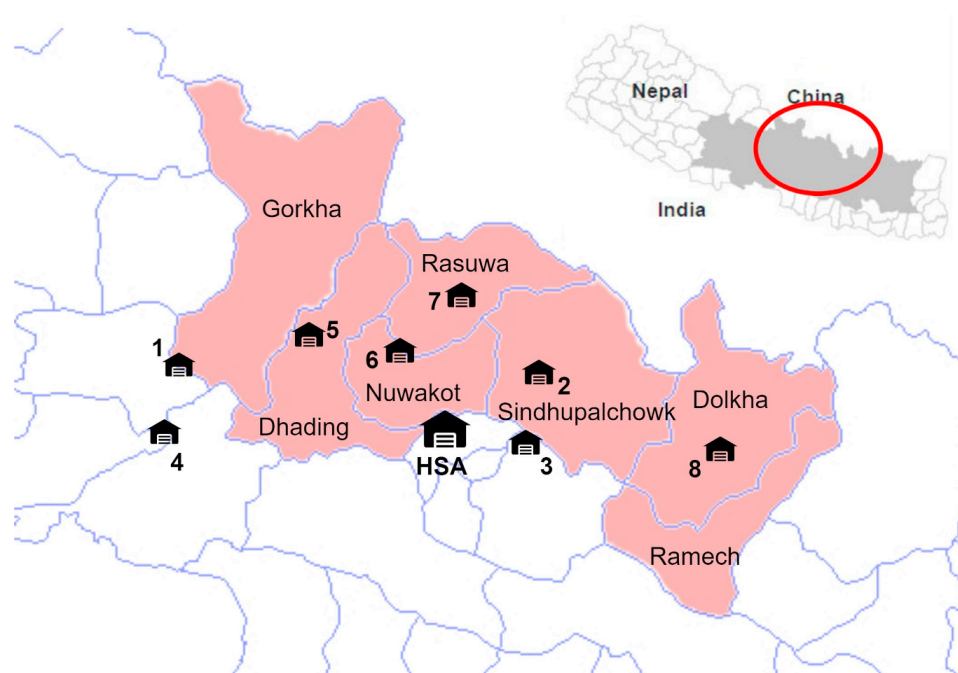 Nepal
China
India
Gorkha
Rasuwa
7
5
1
6
2
Nuwakot
Dolkha
Sindhupalchowk
Dhading
4
HSA
3
8
Ramech